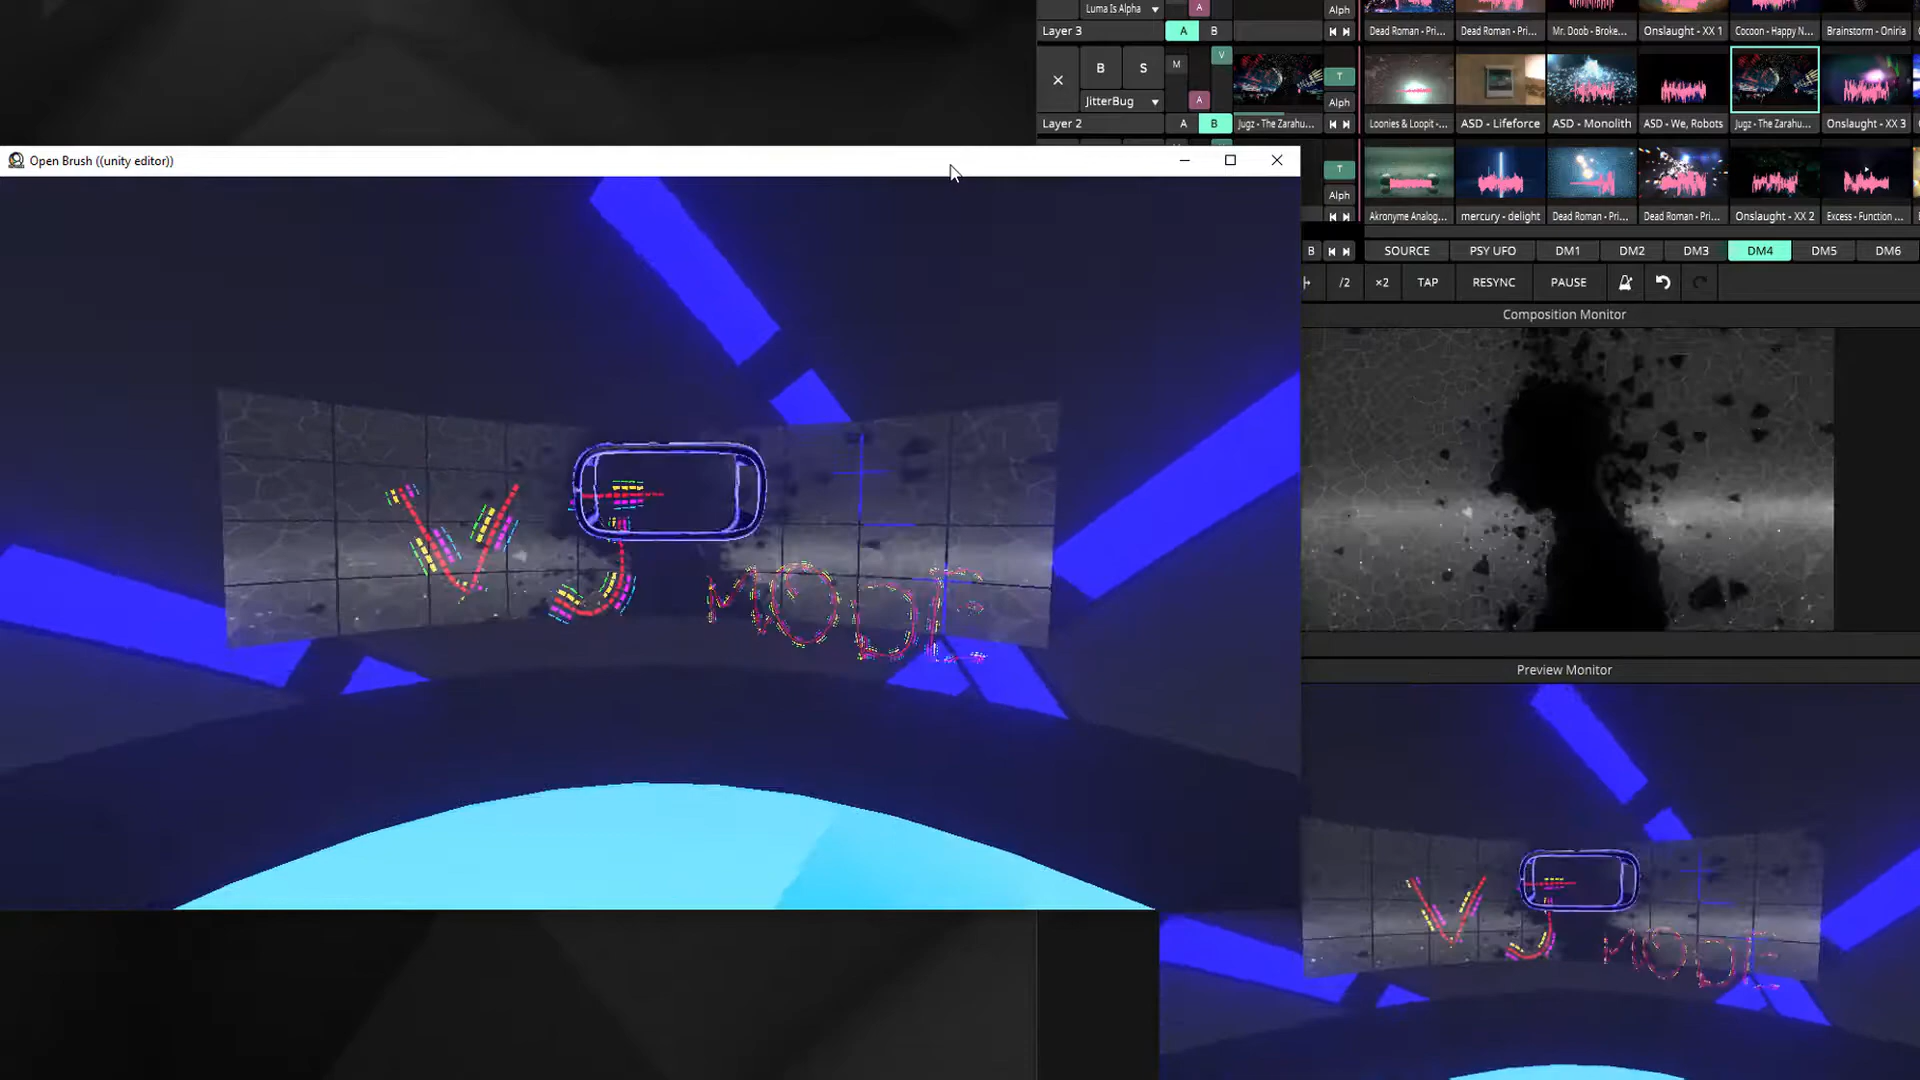 Luma Is Alpha
A
Alph
Layer 3
A
B
Dead Roman - Pri...
Dead Roman - Pri...
Mr. Doob - Broke...
Onslaught - XX 1
Cocoon - Happy N...
Brainstorm - Oniria
B
S
M
V
T
JitterBug
A
Alph
Layer 2
A
B
Jugz - The Zarahu...
Loonies & Loopit -...
ASD - Lifeforce
ASD - Monolith
ASD - We, Robots
Jugz - The Zarahu...
Onslaught - XX 3
Open Brush ((unity editor))
T
Alph
Akronyme Analog...
mercury - delight
Dead Roman - Pri...
Dead Roman - Pri...
Onslaught - XX 2
Excess - Function ...
B
SOURCE
PSY UFO
DM1
DM2
DM3
DM4
DM5
DM6
/2
×2
TAP
RESYNC
PAUSE
Composition Monitor
VJ MODE
Preview Monitor
VJ MODE